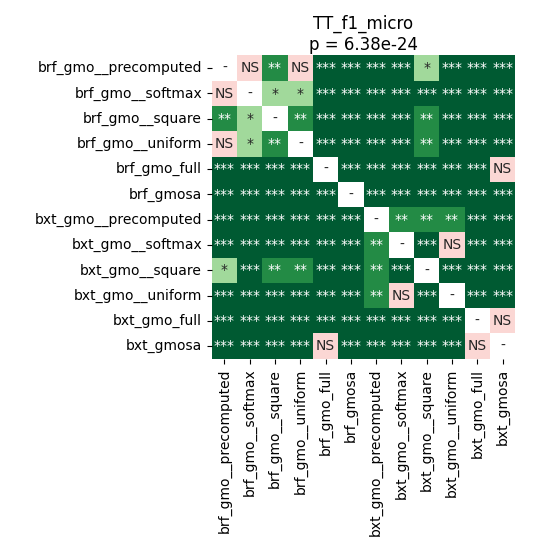 TT_f1_micro
p = 6.38e-24
brf_gmo__precomputed - NS ** NS *** *** *** *** * *** *** ***
brf_gmo__softmax NS - * * *** *** *** *** *** *** *** ***
brf_gmo__square ** * - ** *** *** *** *** ** *** *** ***
brf_gmo__uniform NS * ** - *** *** *** *** ** *** *** ***
brf_gmo_full *** *** *** *** - *** *** *** *** *** *** NS
brf_gmosa *** *** *** *** *** - *** *** *** *** *** ***
bxt_gmo__precomputed *** *** *** *** *** *** - ** ** ** *** ***
bxt_gmo__softmax *** *** *** *** *** *** ** - *** NS *** ***
bxt_gmo__square * *** ** ** *** *** ** *** - *** *** ***
bxt_gmo__uniform *** *** *** *** *** *** ** NS *** - *** ***
bxt_gmo_full *** *** *** *** *** *** *** *** *** *** - NS
bxt_gmosa *** *** *** *** NS *** *** *** *** *** NS -
brf_gmo__precomputed
brf_gmo__softmax
brf_gmo__square
brf_gmo__uniform
brf_gmo_full
brf_gmosa
bxt_gmo__precomputed
bxt_gmo__softmax
bxt_gmo__square
bxt_gmo__uniform
bxt_gmo_full
bxt_gmosa